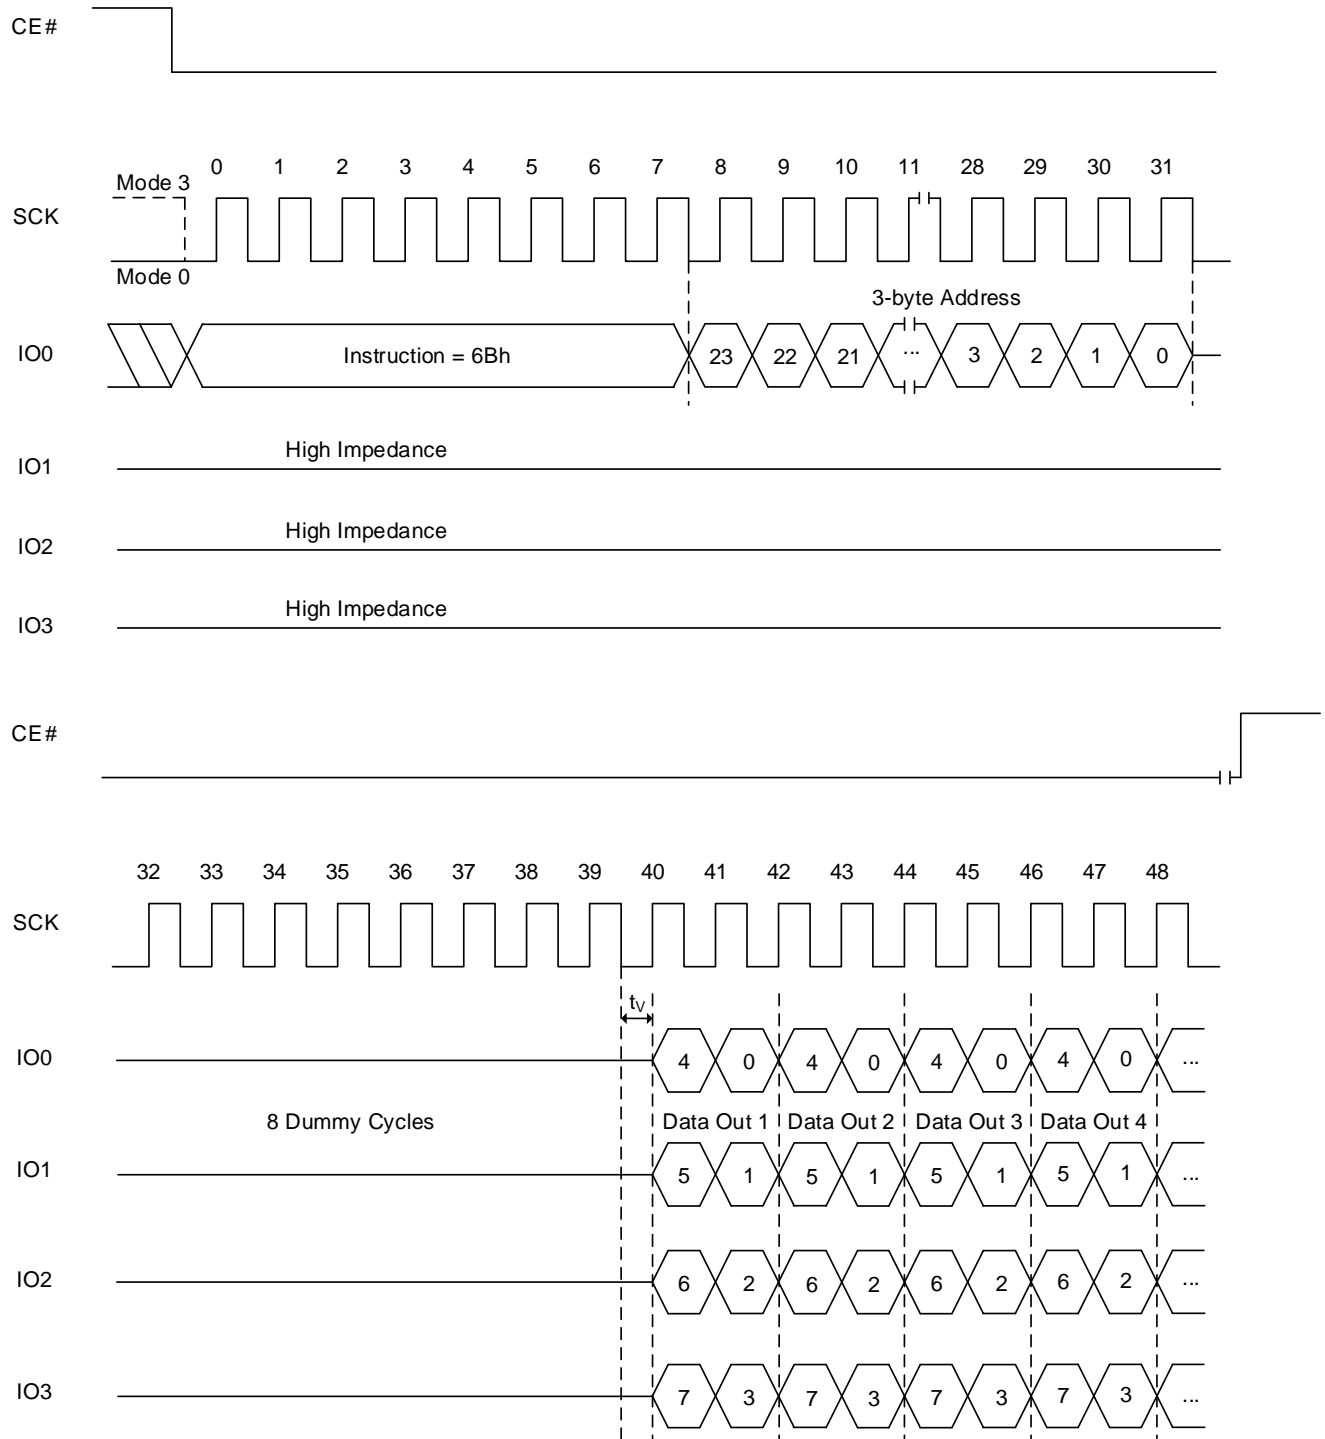 CE#
0 1 2 3 4 5 6 7 8 9 10 11 28 29 30 31
Mode 3
SCK
Mode 0
3-byte Address
IO0 Instruction = 6Bh 23 22 21 ... 3 2 1 0
High Impedance
IO1
High Impedance
IO2
High Impedance
IO3
CE#
32 33 34 35 36 37 38 39 40 41 42 43 44 45 46 47 48
SCK
tV
IO0 4 0 4 0 4 0 4 0 ...
8 Dummy Cycles Data Out 1 Data Out 2 Data Out 3 Data Out 4
IO1 5 1 5 1 5 1 5 1 ...
IO2 6 2 6 2 6 2 6 2 ...
IO3 7 3 7 3 7 3 7 3 ...